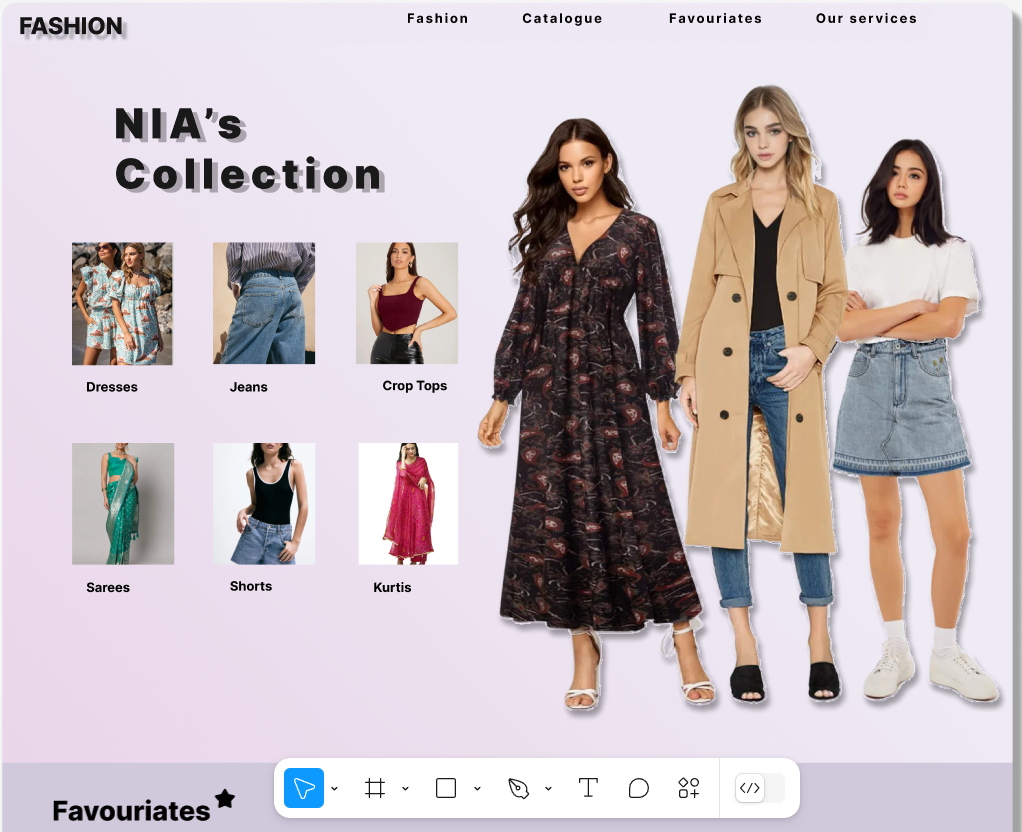 FASHION
Fashion Catalogue Favouriates Our services
NIA’s
Collection
Dresses Jeans Crop Tops
Sarees Shorts Kurtis
Favouriates